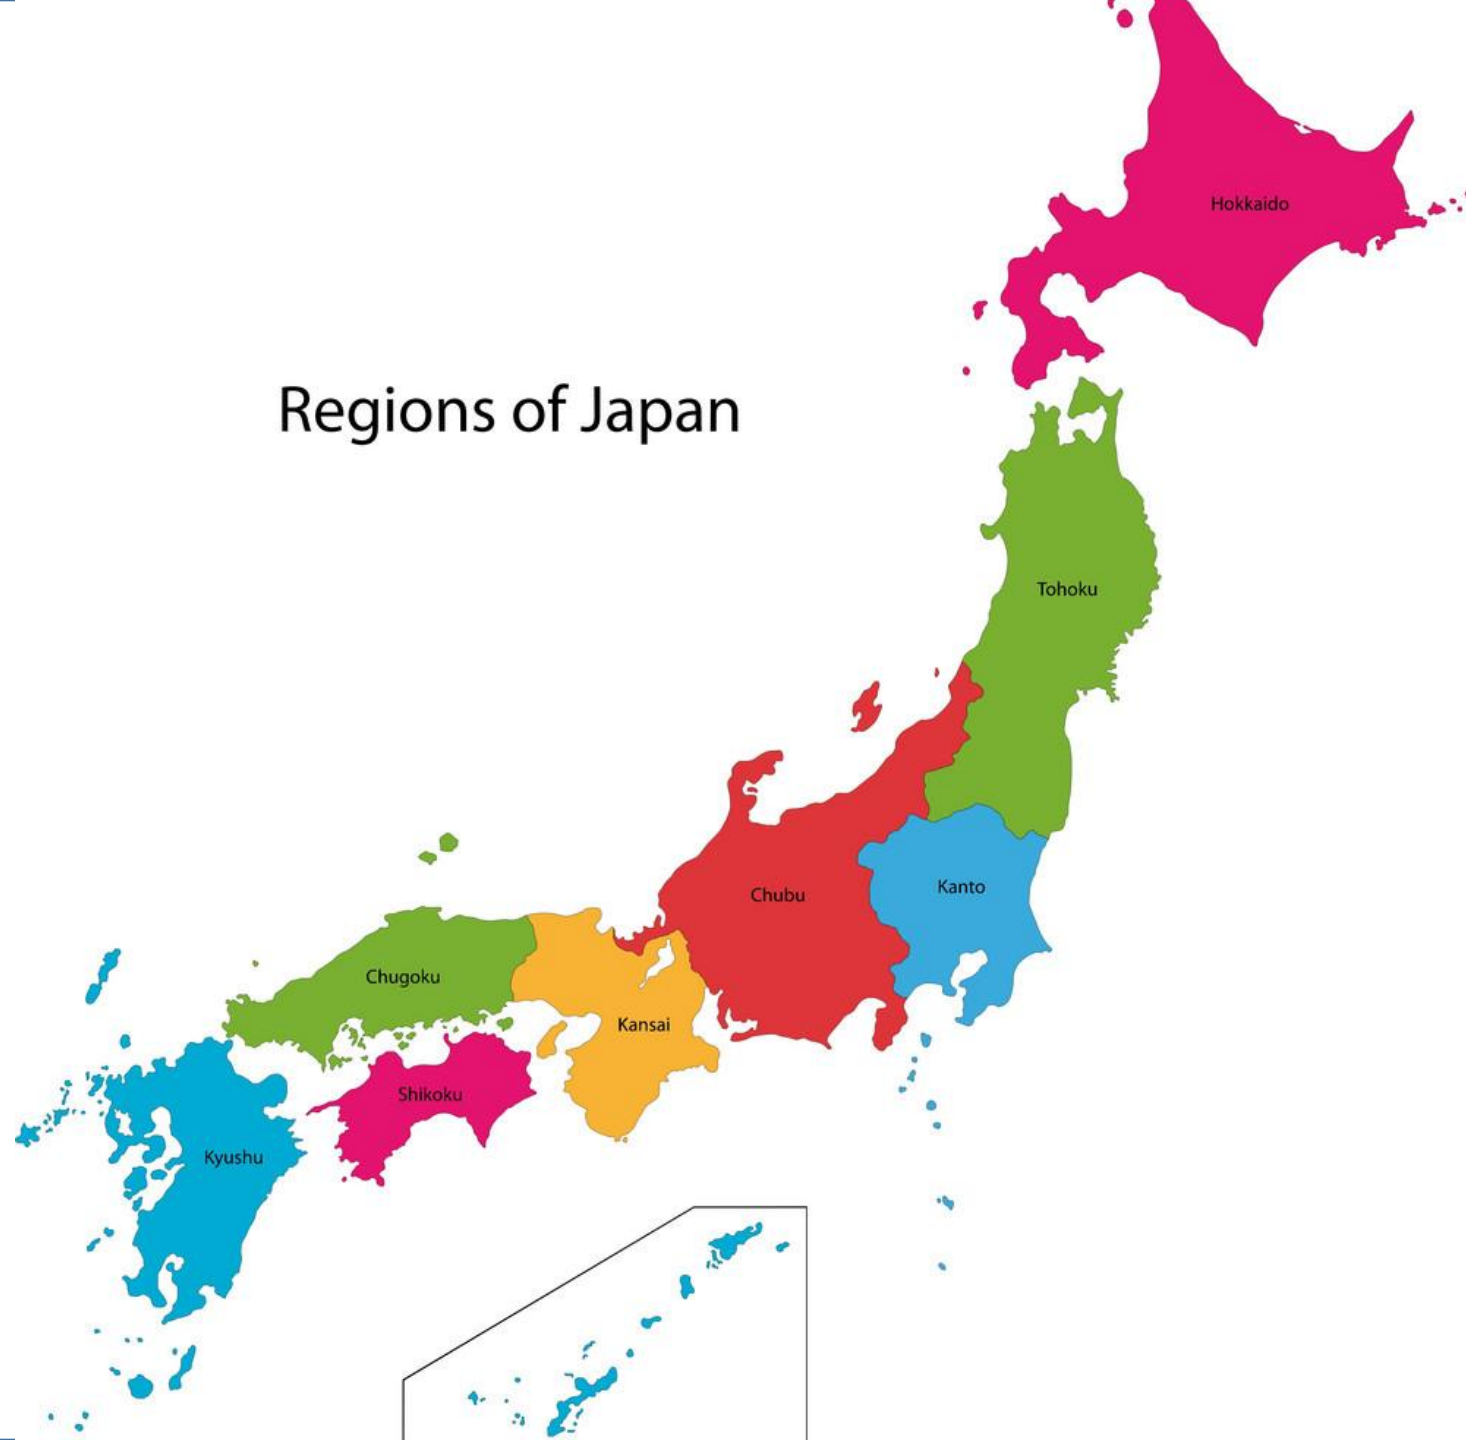 Hokkaido
Regions of Japan
Tohoku
Kanto
Chubu
Chugoku
Kansai
Shikoku
Kyushu